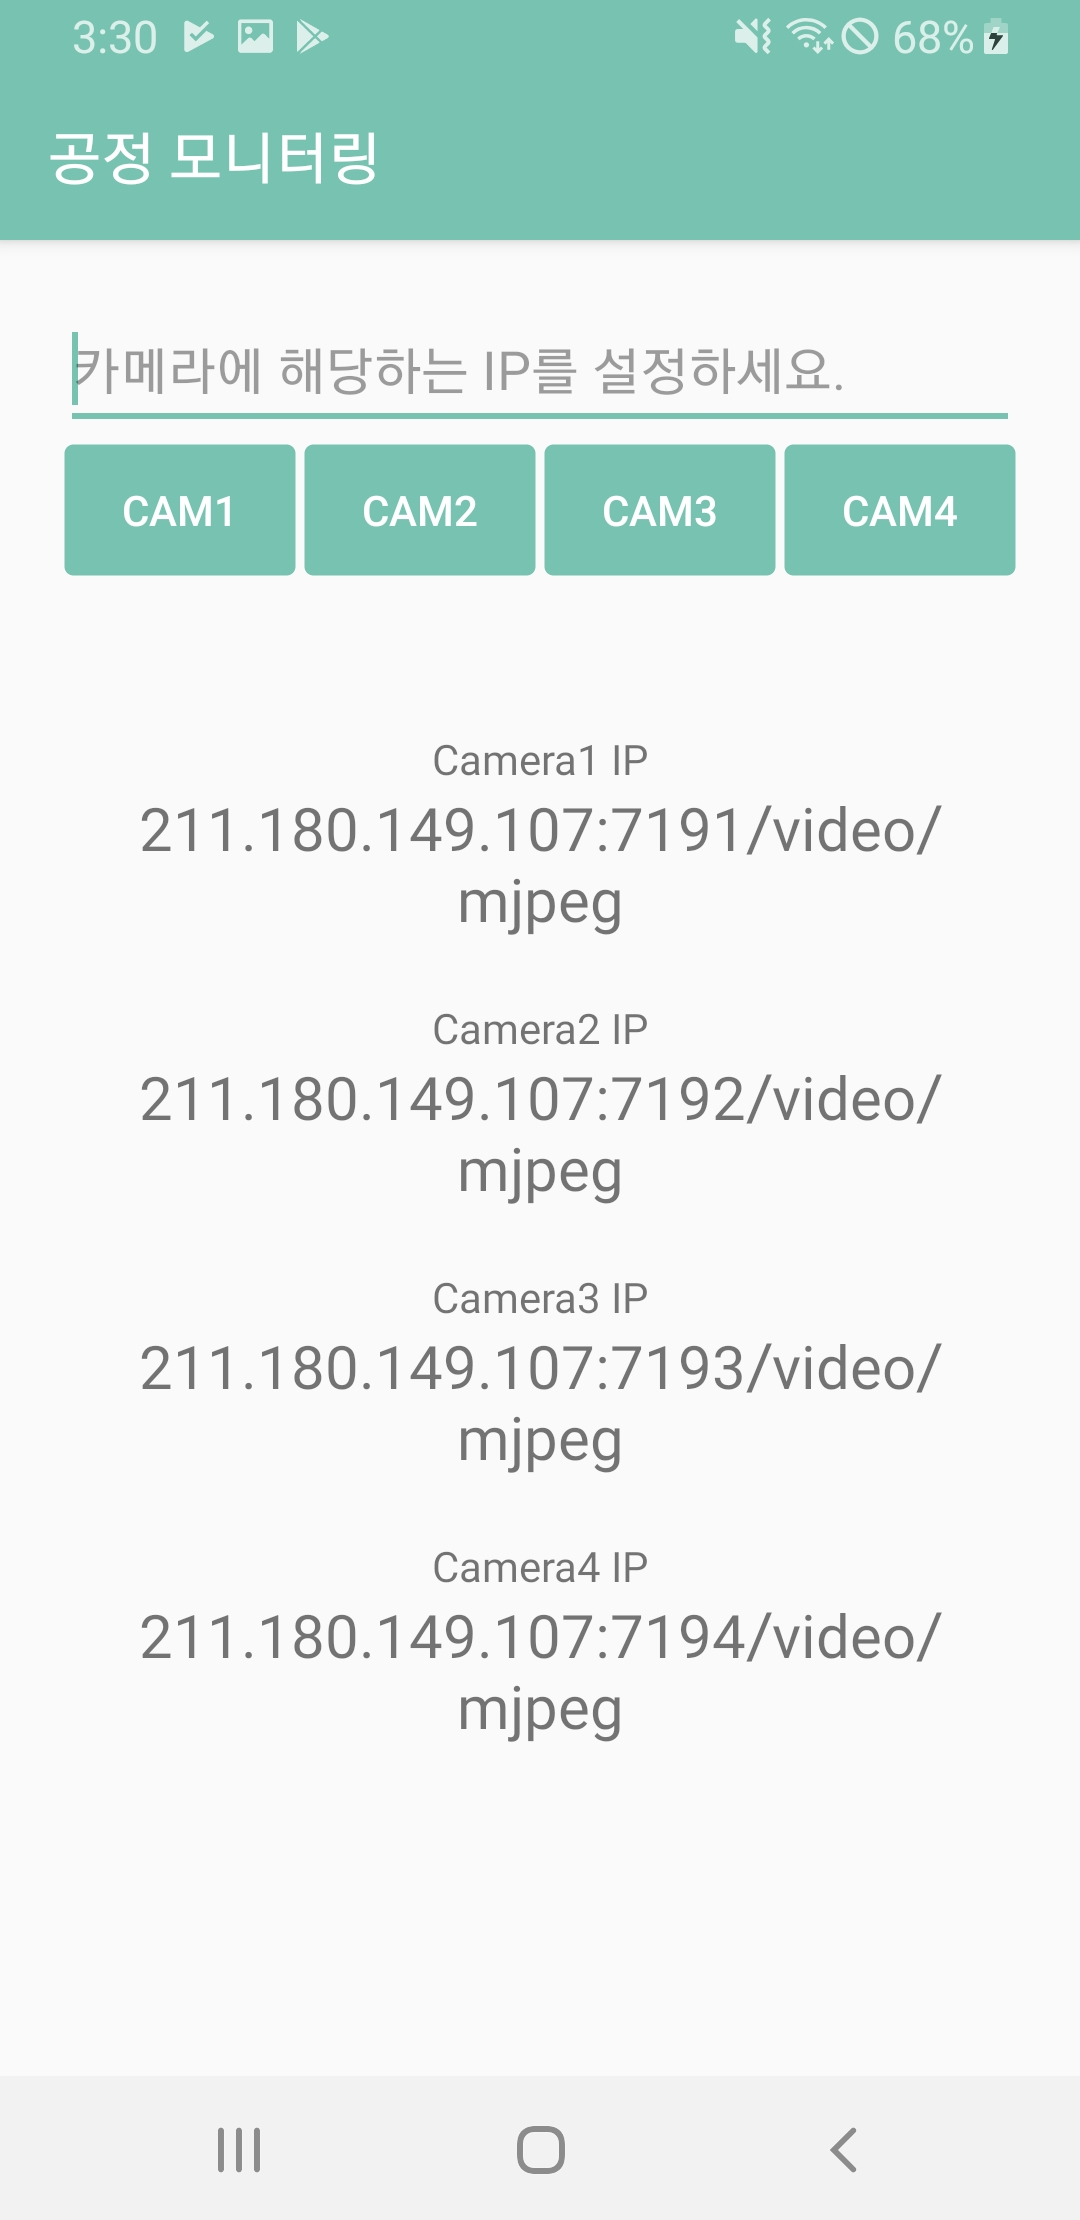 3:30
68%
공정 모니터링
카메라에 해당하는 IP를 설정하세요.
CAM1 CAM2 CAM3 CAM4
Camera1 IP
211.180.149.107:7191/video/
mjpeg
Camera2 IP
211.180.149.107:7192/video/
mjpeg
Camera3 IP
211.180.149.107:7193/video/
mjpeg
Camera4 IP
211.180.149.107:7194/video/
mjpeg